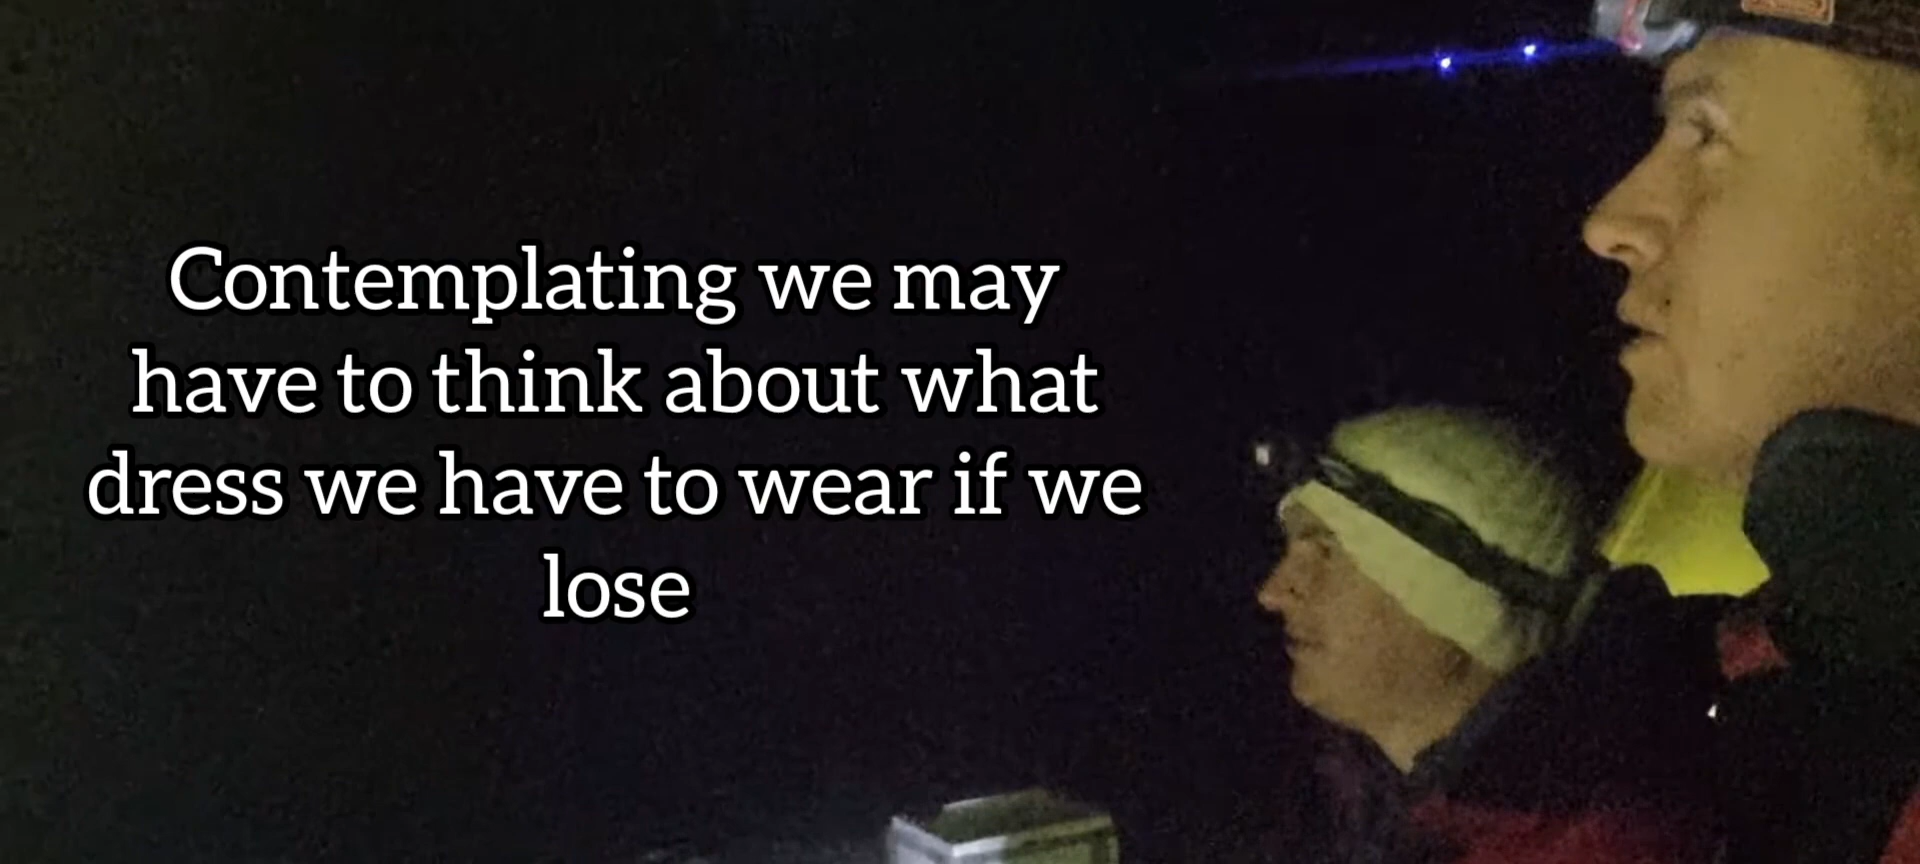 Contemplating we may
have to think about what
dress we have to wear if we
lose